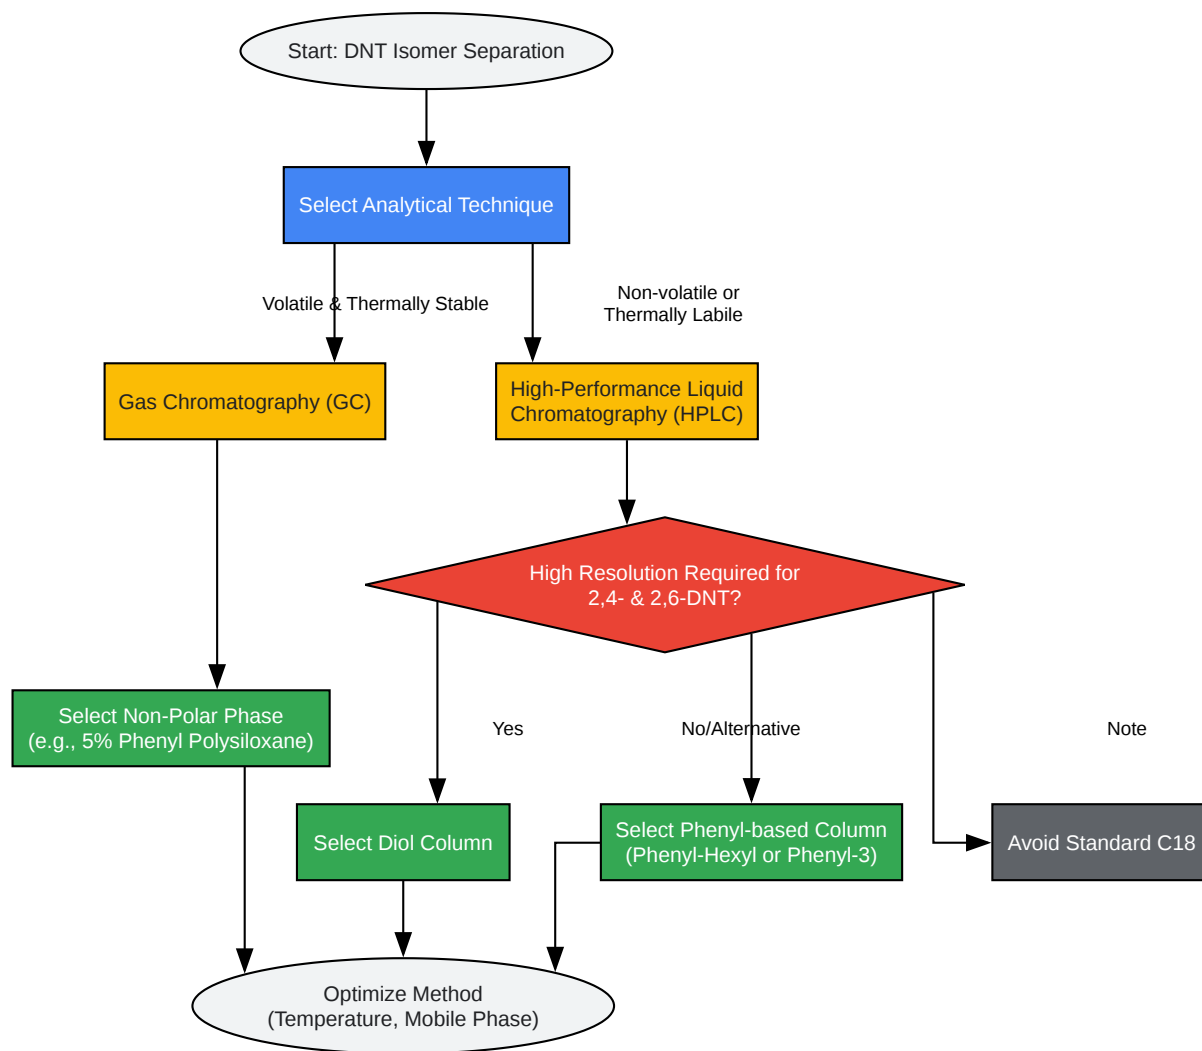 Start: DNT Isomer Separation
Select Analytical Technique
Volatile & Thermally Stable
Non-volatile or
Thermally Labile
Gas Chromatography (GC)
High-Performance Liquid
Chromatography (HPLC)
High Resolution Required for
2,4- & 2,6-DNT?
Select Non-Polar Phase
(e.g., 5% Phenyl Polysiloxane)
Yes
No/Alternative
Note
Select Diol Column
Select Phenyl-based Column
(Phenyl-Hexyl or Phenyl-3)
Avoid Standard C18
Optimize Method
(Temperature, Mobile Phase)